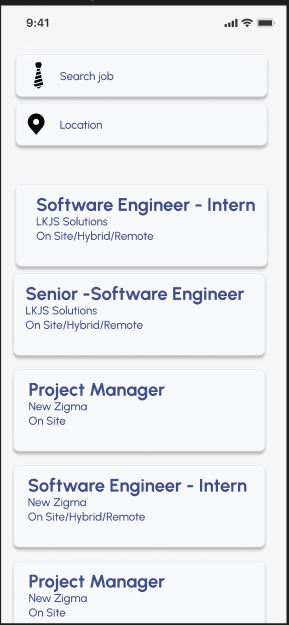 9:41
Search job
Location
Software Engineer - Intern
LKJS Solutions
On Site/Hybrid/Remote
Senior -Software Engineer
LKJS Solutions
On Site/Hybrid/Remote
Project Manager
New Zigma
On Site
Software Engineer - Intern
New Zigma
On Site/Hybrid/Remote
Project Manager
New Zigma
On Site